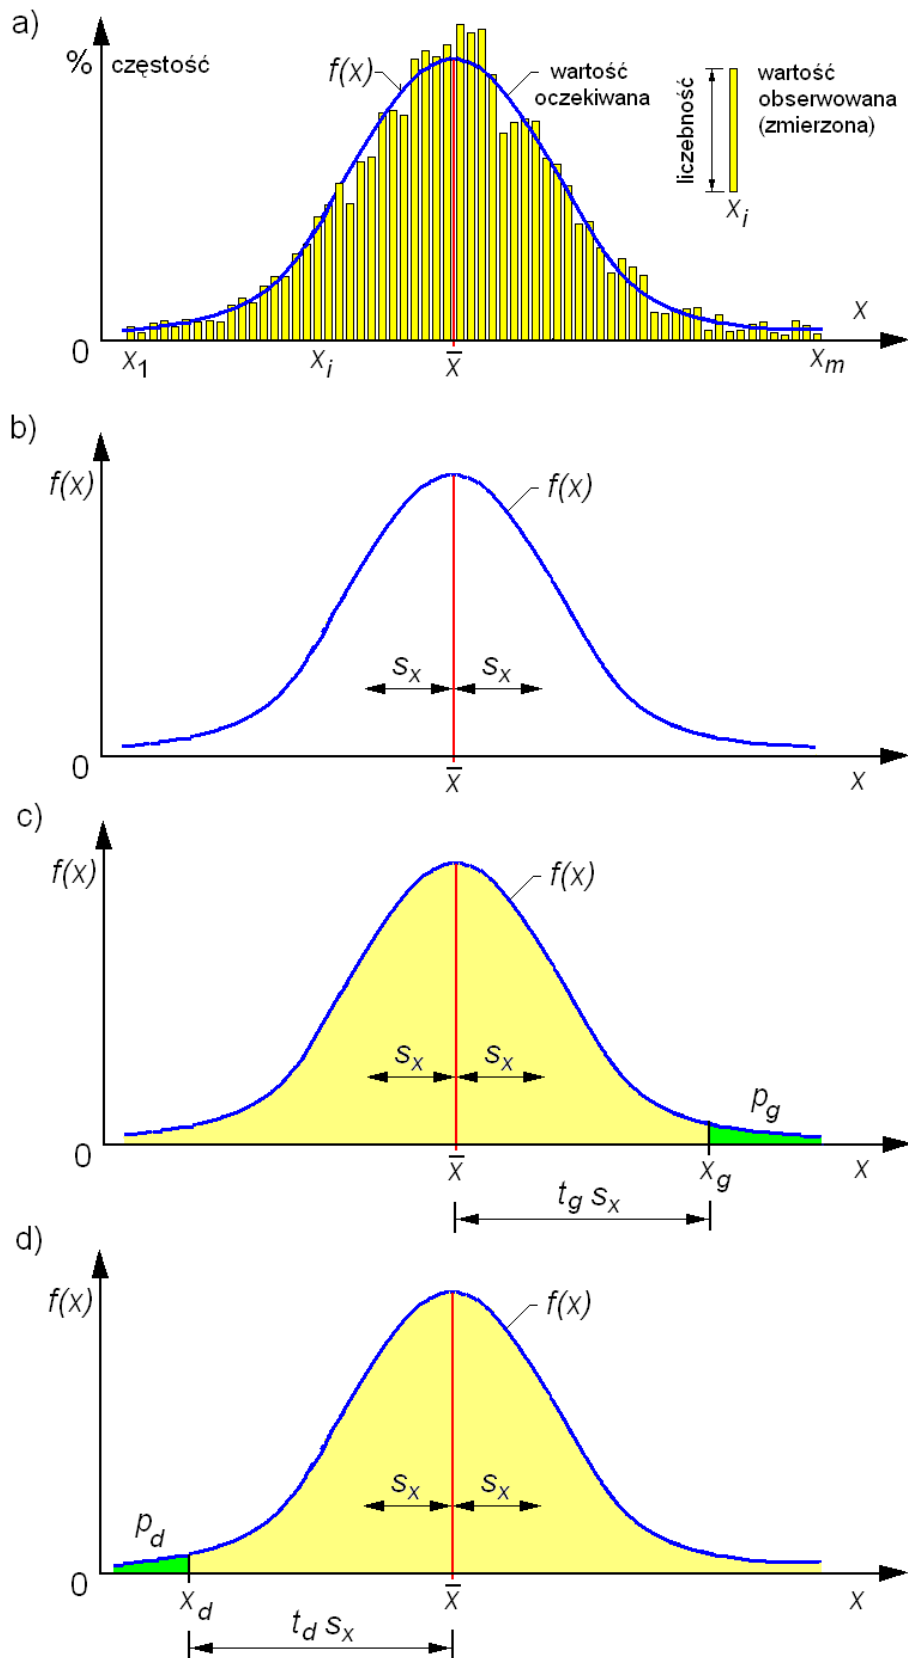 a)
% częstość
f(x)
wartość
oczekiwana
liczebność
wartość
obserwowana
(zmierzona)
x_i
x
0
x_1
x_i
x̅
x_m
b)
f(x)
f(x)
s_x
s_x
0
x̅
x
c)
f(x)
f(x)
s_x
s_x
p_g
0
x̅
x_g
x
t_g s_x
d)
f(x)
f(x)
s_x
s_x
p_d
0
x_d
x̅
x
t_d s_x